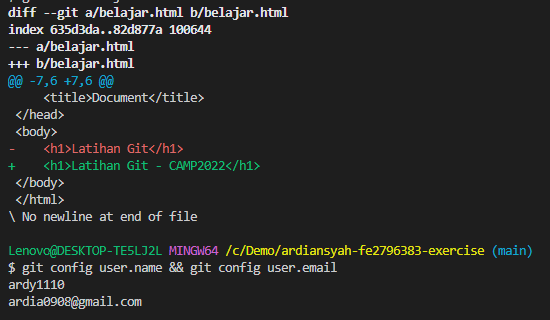 diff --git a/belajar.html b/belajar.html
index 635d3da..82d877a 100644
--- a/belajar.html
+++ b/belajar.html
@@ -7,6 +7,6 @@
     <title>Document</title>
 </head>
 <body>
-    <h1>Latihan Git</h1>
+    <h1>Latihan Git - CAMP2022</h1>
 </body>
 </html>
\ No newline at end of file
Lenovo@DESKTOP-TE5LJ2L MINGW64 /c/Demo/ardiansyah-fe2796383-exercise (main)
$ git config user.name && git config user.email
ardy1110
ardia0908@gmail.com